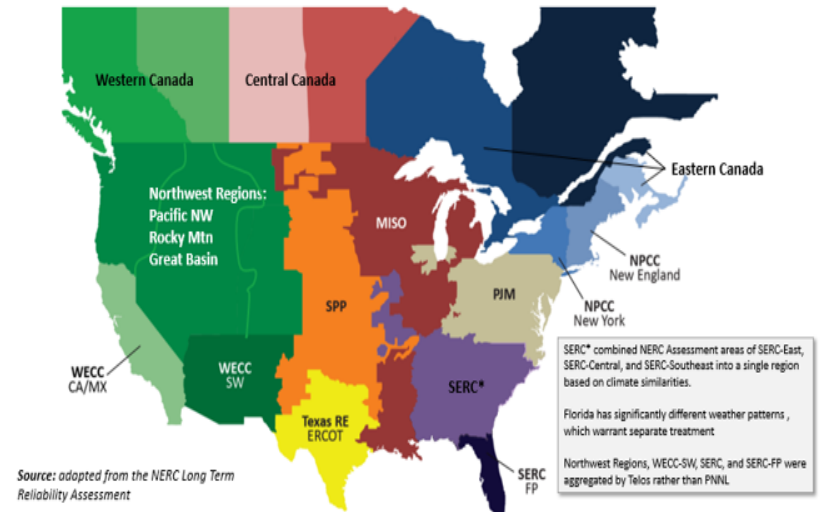 Western Canada
Central Canada
Eastern Canada
Northwest Regions:
Pacific NW
Rocky Mtn
Great Basin
MISO
NPCC
New England
SPP
PJM
NPCC
New York
WECC
CA/MX
WECC
SW
SERC*
Texas RE
ERCOT
SERC
FP
SERC* combined NERC Assessment areas of SERC-East,
SERC-Central, and SERC-Southeast into a single region
based on climate similarities.
Florida has significantly different weather patterns ,
which warrant separate treatment
Northwest Regions, WECC-SW, SERC, and SERC-FP were
aggregated by Telos rather than PNNL
Source: adapted from the NERC Long Term
Reliability Assessment